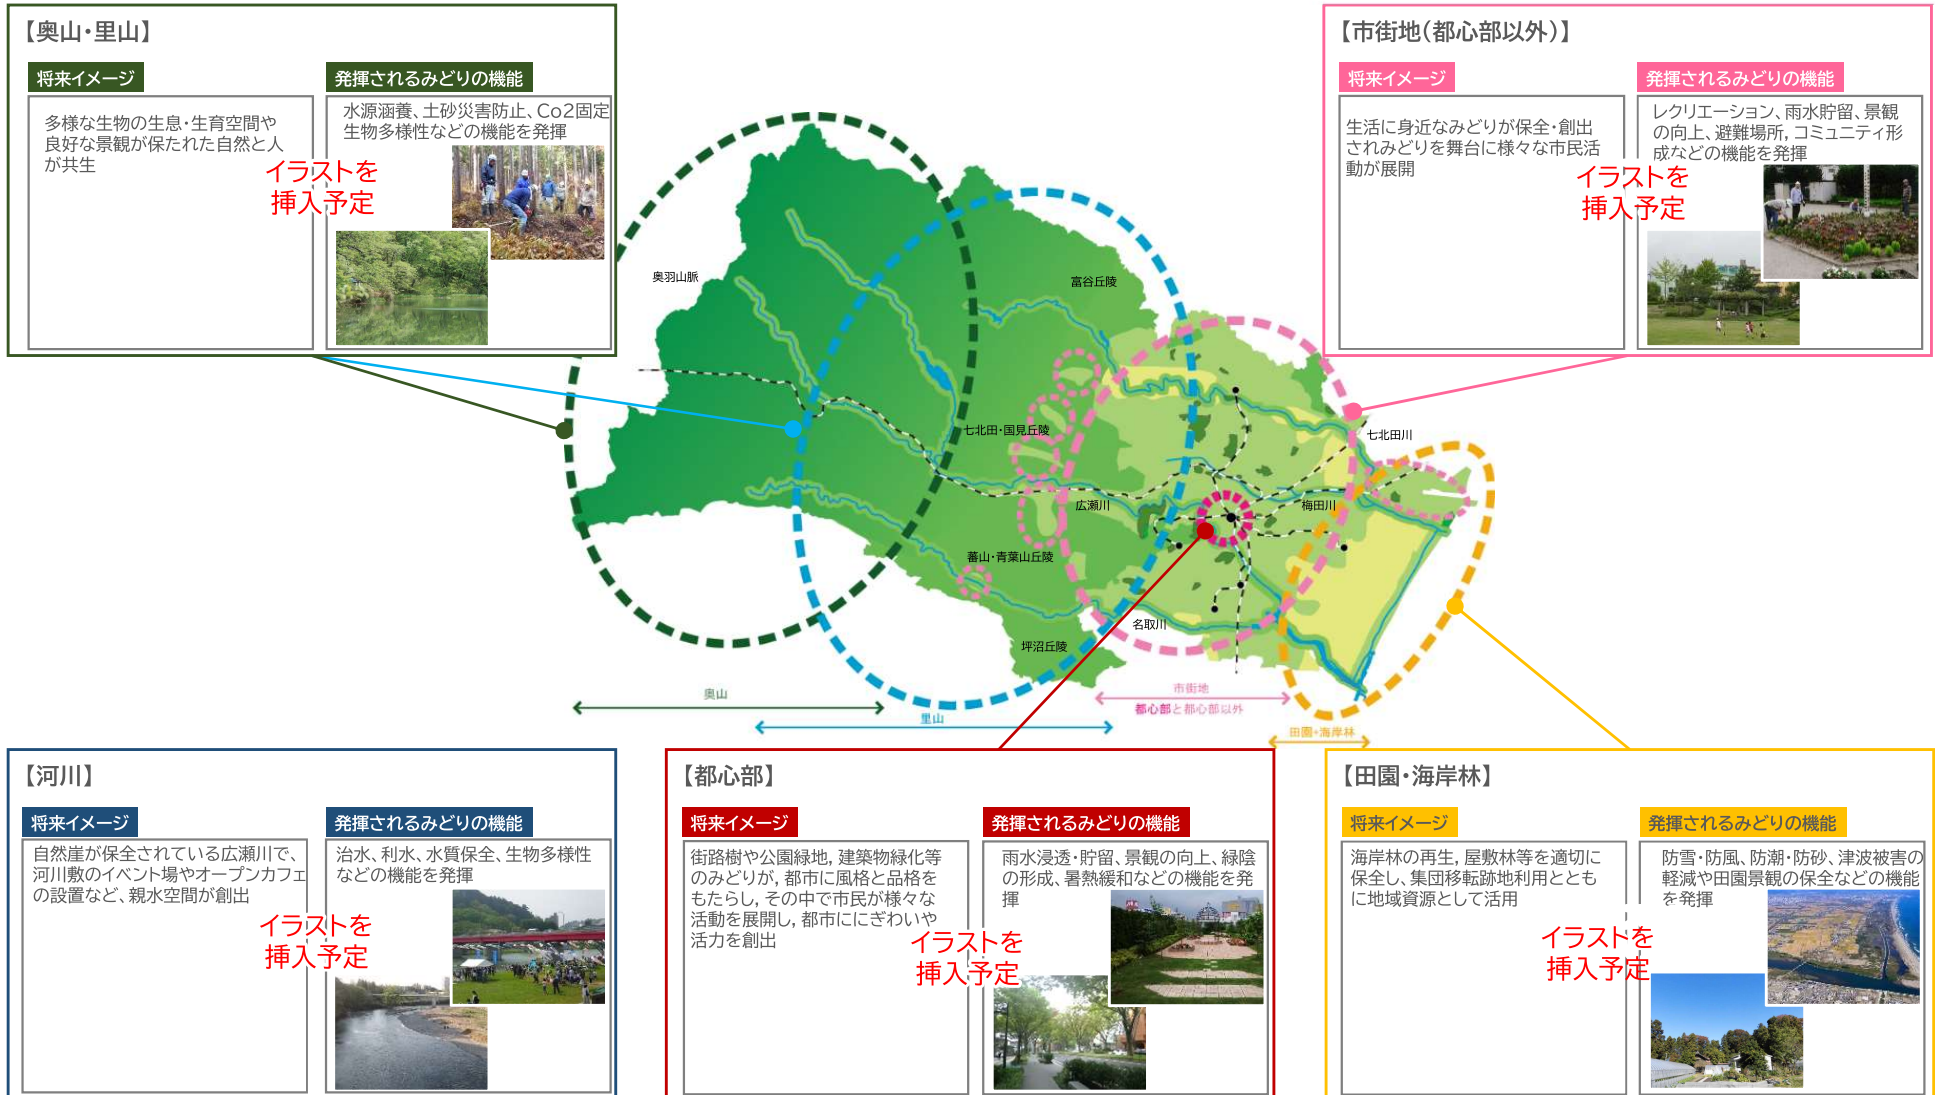 【奥山・里山】
将来イメージ
多様な生物の生息・生育空間や
良好な景観が保たれた自然と人
が共生
発揮されるみどりの機能
水源涵養、土砂災害防止、Co2固定
生物多様性などの機能を発揮
イラストを
挿入予定
【市街地（都心部以外）】
将来イメージ
生活に身近なみどりが保全・創出
されみどりを舞台に様々な市民活
動が展開
発揮されるみどりの機能
レクリエーション、雨水貯留、景観
の向上、避難場所，コミュニティ形
成などの機能を発揮
イラストを
挿入予定
奥羽山脈
富谷丘陵
七北田・国見丘陵
七北田川
広瀬川
梅田川
蕃山・青葉山丘陵
名取川
坪沼丘陵
奥山
里山
市街地
都心部と都心部以外
田園・海岸林
【河川】
将来イメージ
自然崖が保全されている広瀬川で、
河川敷のイベント場やオープンカフェ
の設置など、親水空間が創出
発揮されるみどりの機能
治水、利水、水質保全、生物多様性
などの機能を発揮
イラストを
挿入予定
【都心部】
将来イメージ
街路樹や公園緑地，建築物緑化等
のみどりが，都市に風格と品格を
もたらし，その中で市民が様々な
活動を展開し，都市ににぎわいや
活力を創出
発揮されるみどりの機能
雨水浸透・貯留、景観の向上、緑陰
の形成、暑熱緩和などの機能を発
揮
イラストを
挿入予定
【田園・海岸林】
将来イメージ
海岸林の再生，屋敷林等を適切に
保全し、集団移転跡地利用ととも
に地域資源として活用
発揮されるみどりの機能
防雪・防風、防潮・防砂、津波被害の
軽減や田園景観の保全などの機能
を発揮
イラストを
挿入予定